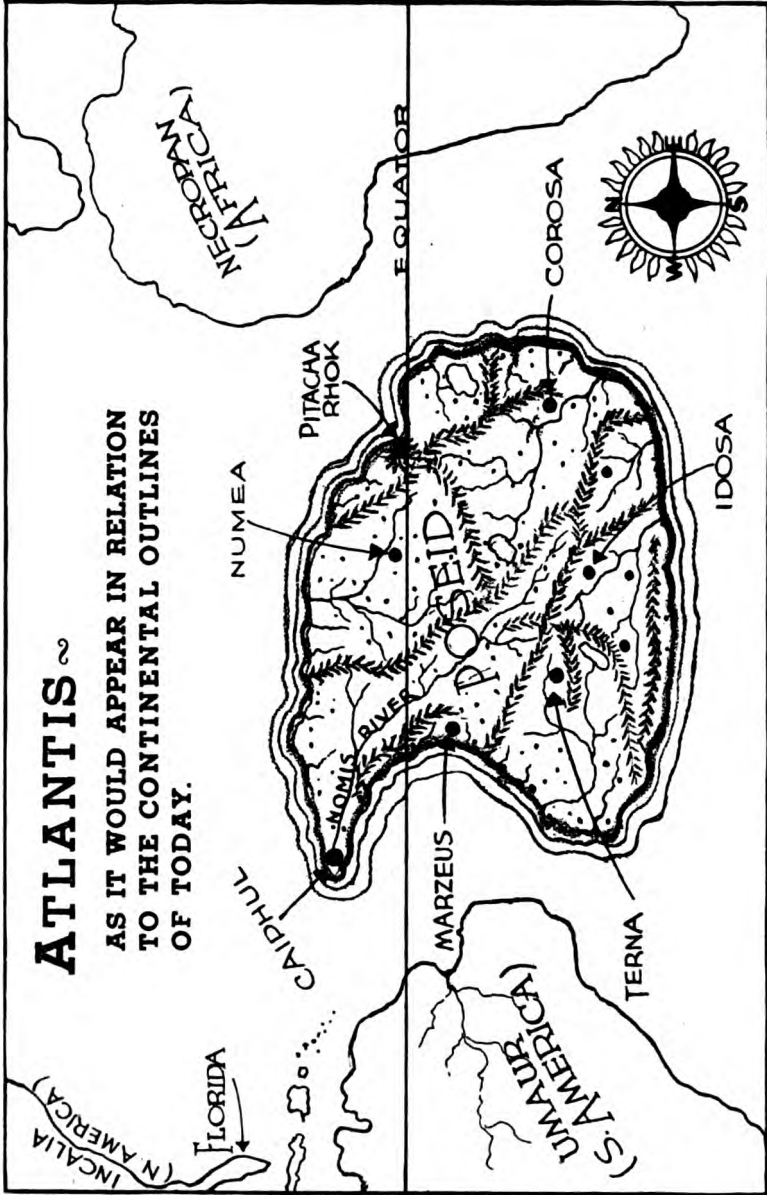 ATLANTIS~
AS IT WOULD APPEAR IN RELATION
TO THE CONTINENTAL OUTLINES
OF TODAY.
INCALIA
(N. AMERICA)
FLORIDA
CAIPHUL
NUMEA
PITACHA
RHOK
NECROPAN
(AFRICA)
NOMIS RIVER
EQUATOR
POSEID
MARZEUS
UMAUR
(S. AMERICA)
TERNA
IDOSA
COROSA
N
S
W